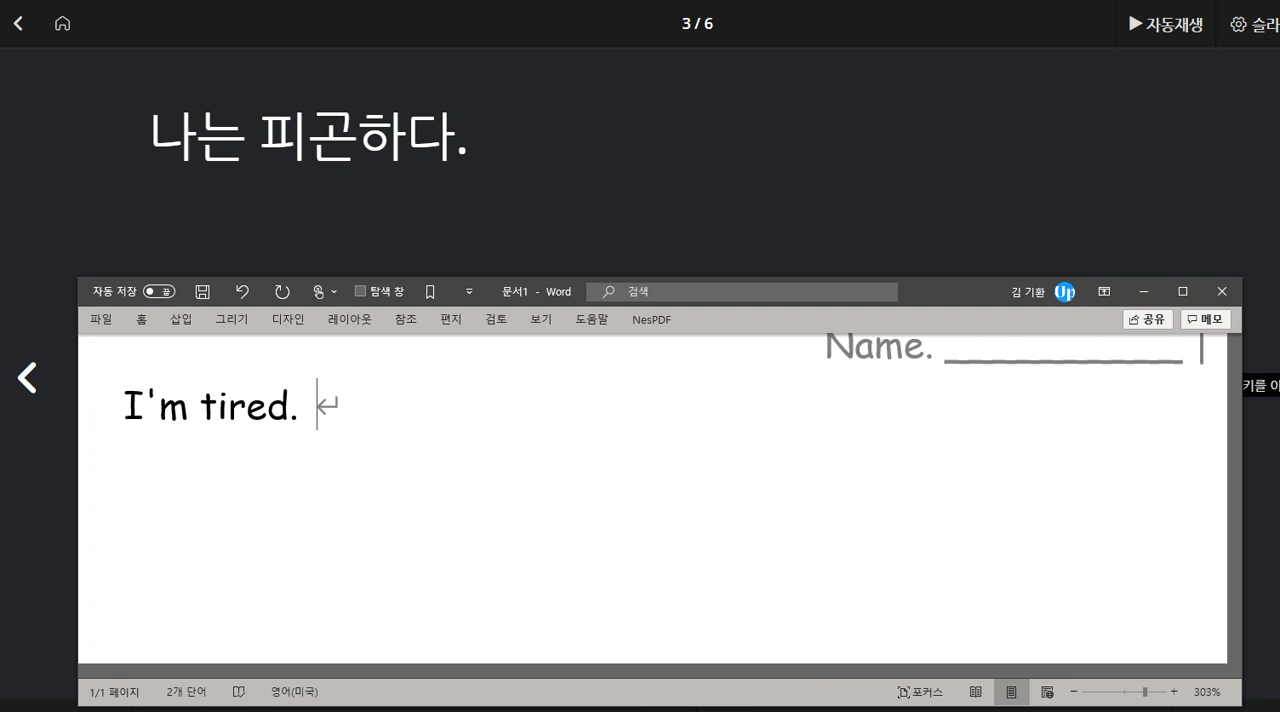 3 / 6
자동재생
슬라
나는 피곤하다.
자동 저장 끔
탐색 창
문서1 - Word
검색
김 기환
Up
파일 홈 삽입 그리기 디자인 레이아웃 참조 편지 검토 보기 도움말 NesPDF
공유 메모
Name. ___________
I'm tired.
키를 이
1/1 페이지 2개 단어 영어(미국) 포커스 303%